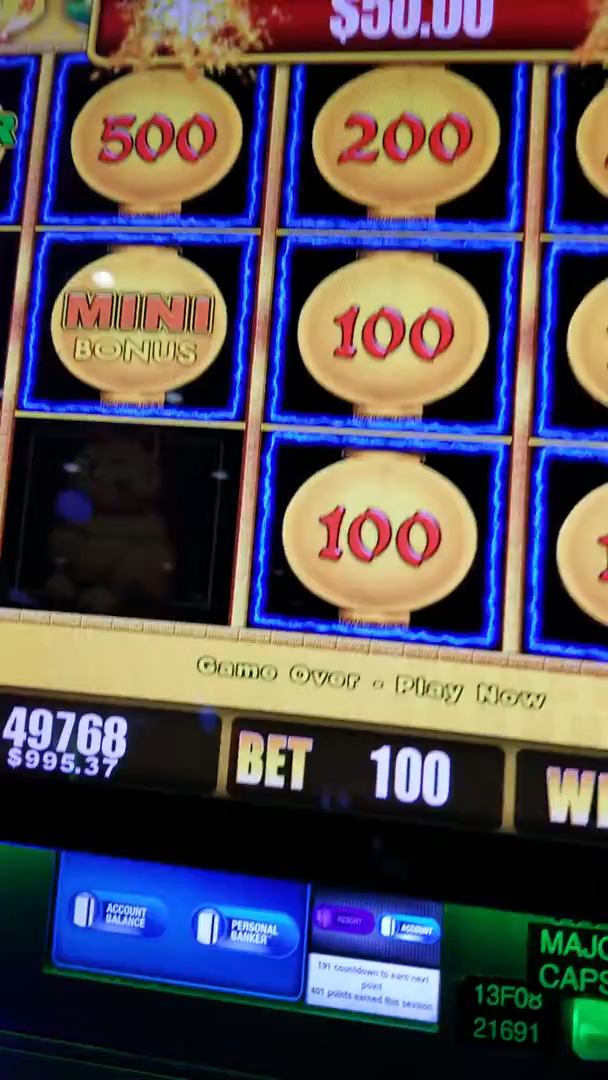 $50.00
500
200
MINI
BONUS
100
100
Game Over - Play Now
49768
$995.37
BET 100
ACCOUNT
BALANCE
PERSONAL
BANKER
RESORT
ACCOUNT
191 countdown to earn next
point
401 points earned this session
MAJO
CAPS
13F08
21691